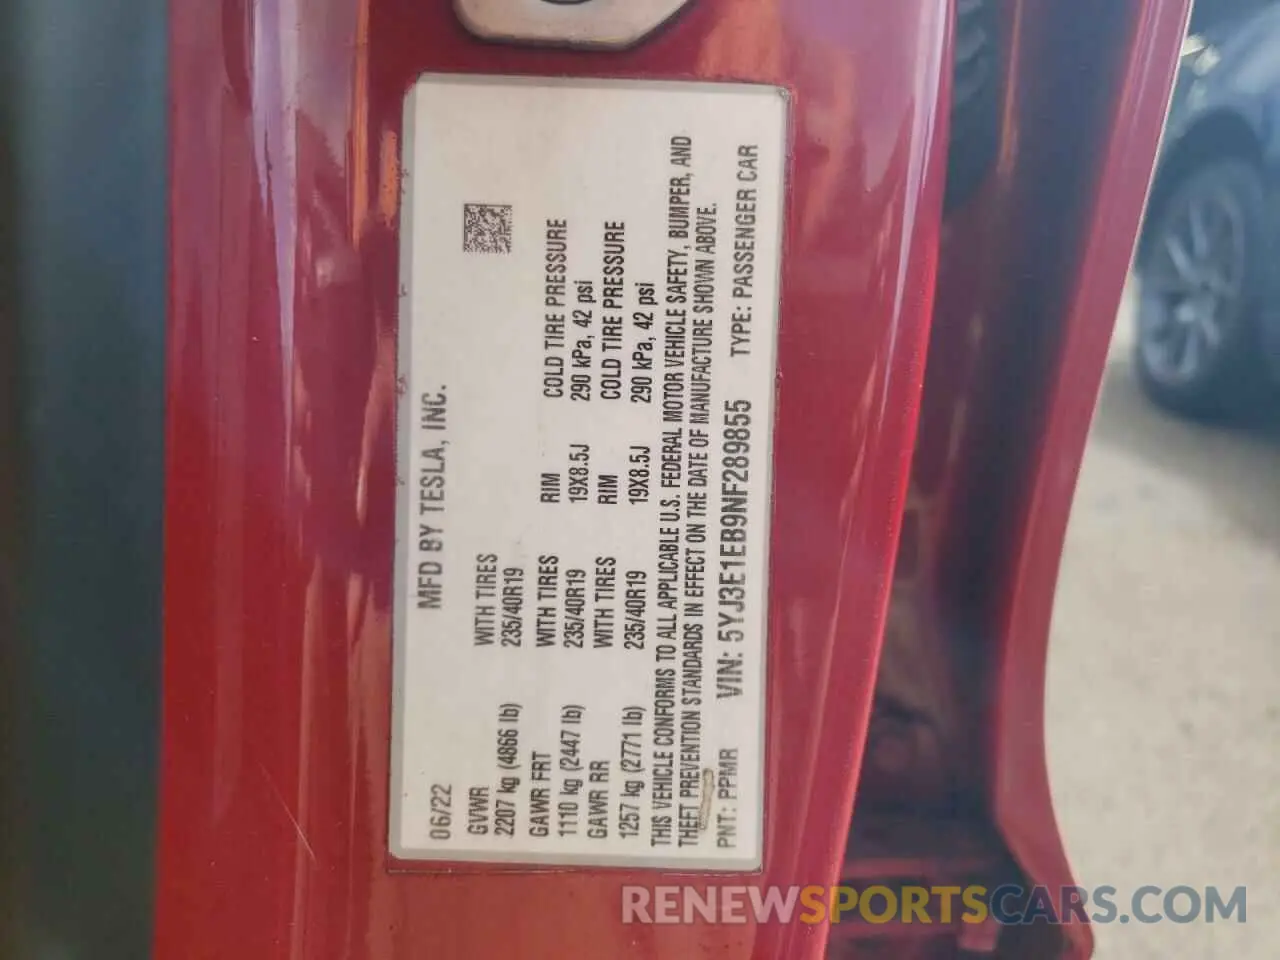 06/22 MFD BY TESLA, INC.
GVWR WITH TIRES
2207 kg (4866 lb) 235/40R19
GAWR FRT WITH TIRES RIM COLD TIRE PRESSURE
1110 kg (2447 lb) 235/40R19 19X8.5J 290 kPa, 42 psi
GAWR RR WITH TIRES RIM COLD TIRE PRESSURE
1257 kg (2771 lb) 235/40R19 19X8.5J 290 kPa, 42 psi
THIS VEHICLE CONFORMS TO ALL APPLICABLE U.S. FEDERAL MOTOR VEHICLE SAFETY, BUMPER, AND
THEFT PREVENTION STANDARDS IN EFFECT ON THE DATE OF MANUFACTURE SHOWN ABOVE.
PNT: PPMR VIN: 5YJ3E1EB9NF289855 TYPE: PASSENGER CAR
RENEWSPORTSCARS.COM